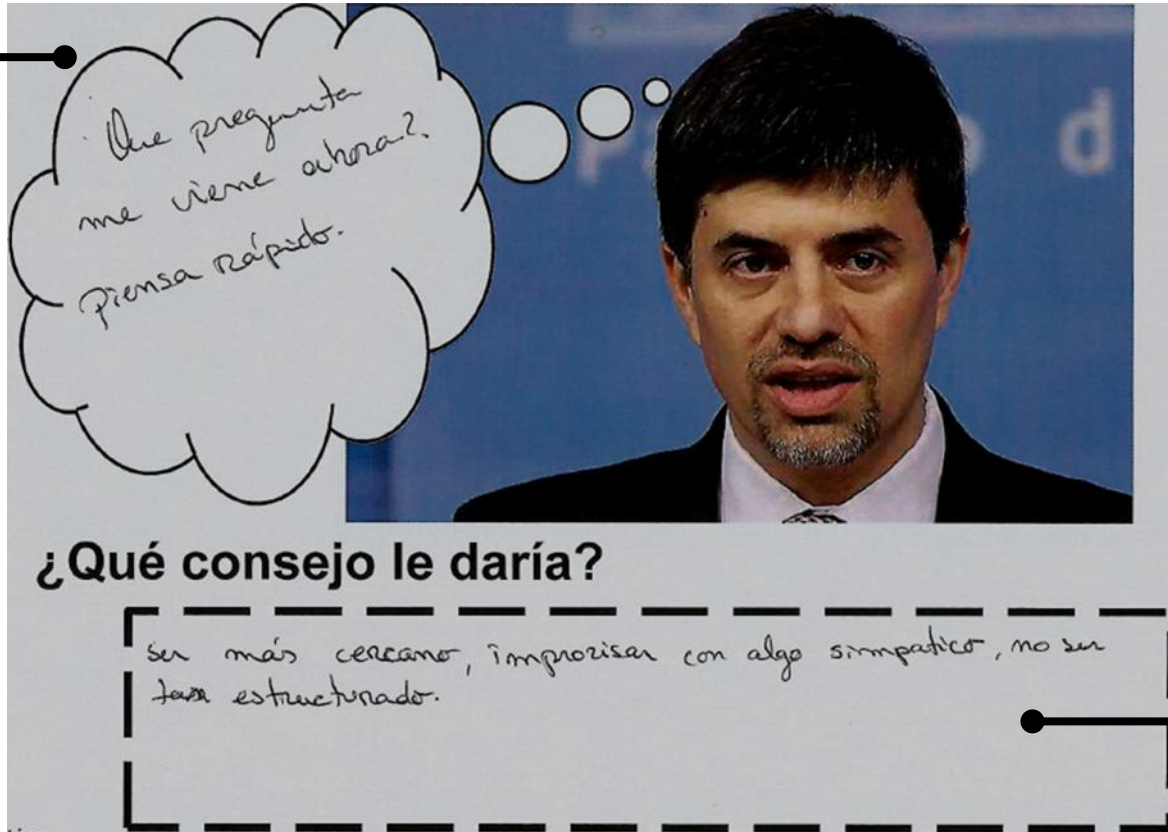 Que pregunta
me viene ahora?
piensa rápido.
d
¿Qué consejo le daría?
ser más cercano, improvisar con algo simpatico, no ser
tan estructurado.